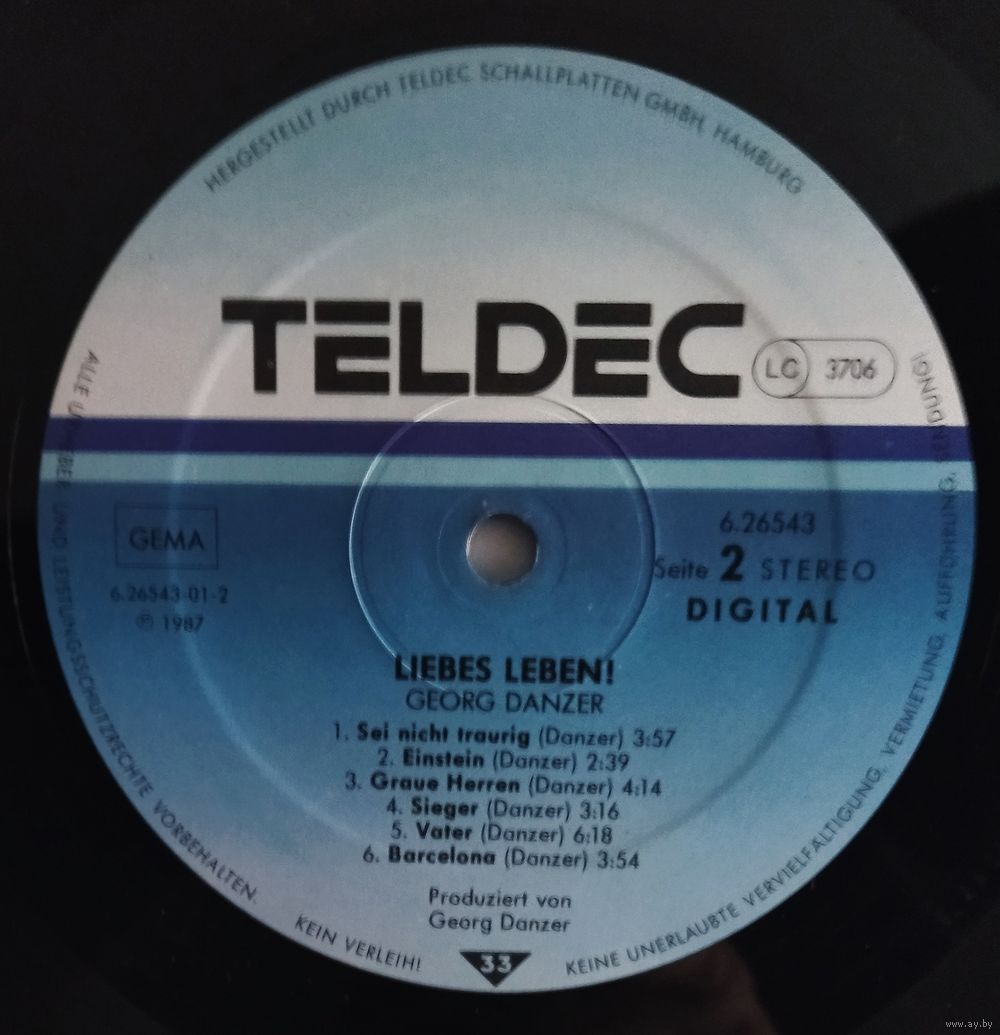 HERGESTELLT DURCH TELDEC SCHALLPLATTEN GMBH, HAMBURG
TELDEC
LC 3706
GEMA
6.26543-01-2
℗ 1987
6.26543
Seite 2 STEREO
DIGITAL
LIEBES LEBEN!
GEORG DANZER
1. Sei nicht traurig (Danzer) 3:57
2. Einstein (Danzer) 2:39
3. Graue Herren (Danzer) 4:14
4. Sieger (Danzer) 3:16
5. Vater (Danzer) 6:18
6. Barcelona (Danzer) 3:54
Produziert von
Georg Danzer
33
ALLE UND LEISTUNGSSCHUTZRECHTE VORBEHALTEN.
KEIN VERLEIH!
KEINE UNERLAUBTE VERVIELFÄLTIGUNG, VERMIETUNG, AUFFÜHRUNG,
www.ay.by